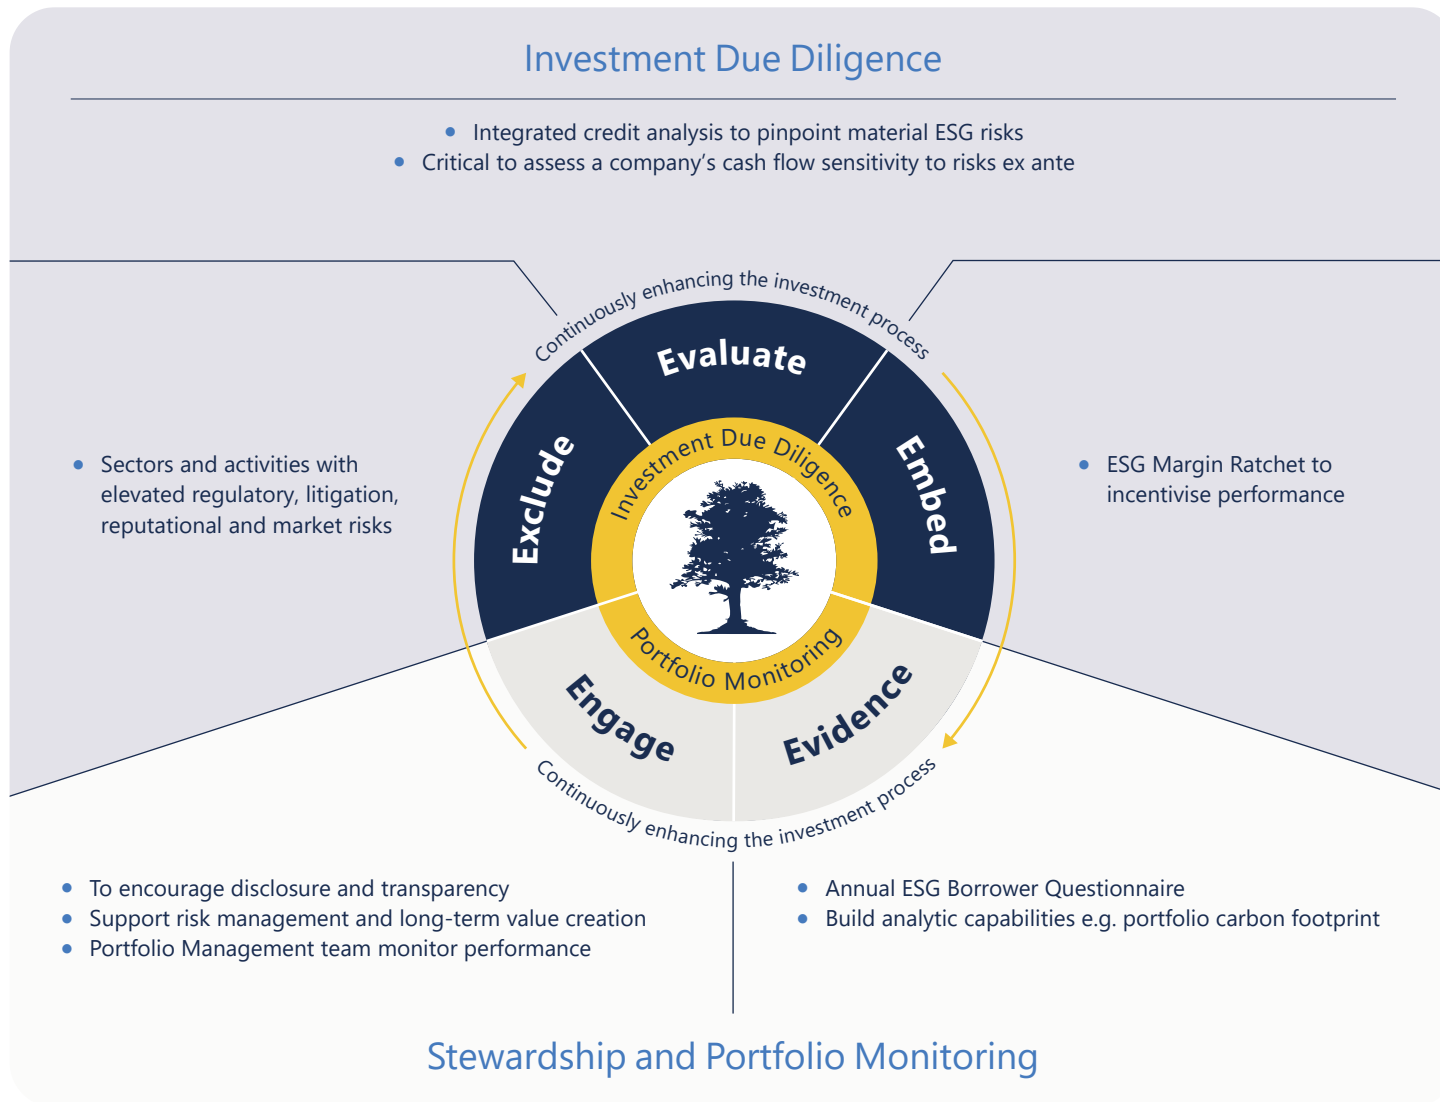 Investment Due Diligence
• Integrated credit analysis to pinpoint material ESG risks
• Critical to assess a company’s cash flow sensitivity to risks ex ante
Continuously enhancing the investment process
Evaluate
Exclude
Embed
Investment Due Diligence
• Sectors and activities with
elevated regulatory, litigation,
reputational and market risks
• ESG Margin Ratchet to
incentivise performance
Portfolio Monitoring
Engage
Evidence
Continuously enhancing the investment process
• To encourage disclosure and transparency
• Support risk management and long-term value creation
• Portfolio Management team monitor performance
• Annual ESG Borrower Questionnaire
• Build analytic capabilities e.g. portfolio carbon footprint
Stewardship and Portfolio Monitoring